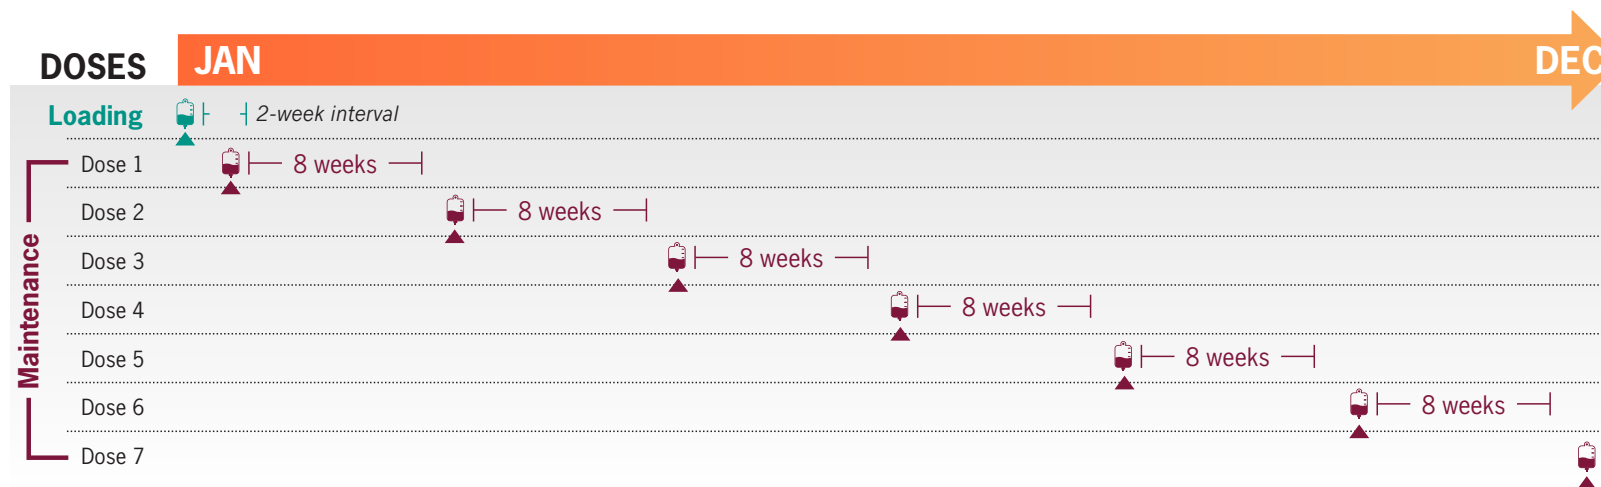 DOSES
JAN
DEC
Loading
2-week interval
Maintenance
Dose 1
8 weeks
Dose 2
8 weeks
Dose 3
8 weeks
Dose 4
8 weeks
Dose 5
8 weeks
Dose 6
8 weeks
Dose 7